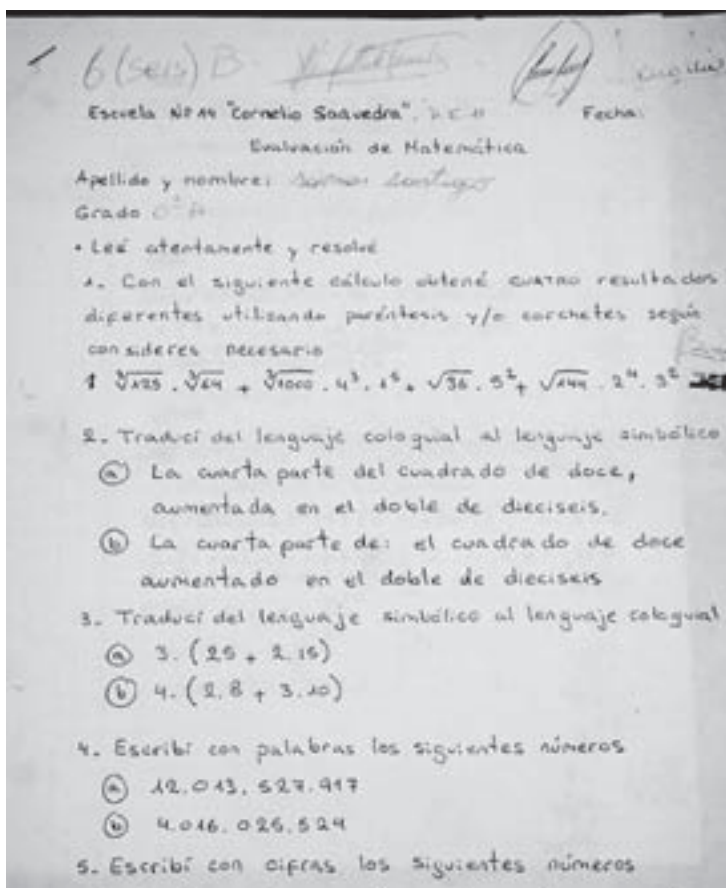 6 (seis) B
Escuela Nº 14 "Cornelio Saavedra". D.E. Fecha:
Evaluación de Matemática
Apellido y nombre: Santiago
Grado
• Leé atentamente y resolvé
1. Con el siguiente cálculo obtené cuatro resultados
diferentes utilizando paréntesis y/o corchetes según
consideres necesario
∛125 . ∛64 + ∛1000 . 4³ . 1⁵ + √36 . 5² + √144 . 2⁴ . 3²
2. Traducí del lenguaje coloquial al lenguaje simbólico
ⓐ La cuarta parte del cuadrado de doce,
aumentada en el doble de dieciseis.
ⓑ La cuarta parte de: el cuadrado de doce
aumentado en el doble de dieciseis
3. Traducí del lenguaje simbólico al lenguaje coloquial
ⓐ 3. (25 + 2.15)
ⓑ 4. (2.8 + 3.10)
4. Escribí con palabras los siguientes números
ⓐ 12.013.527.917
ⓑ 4.016.025.524
5. Escribí con cifras los siguientes números